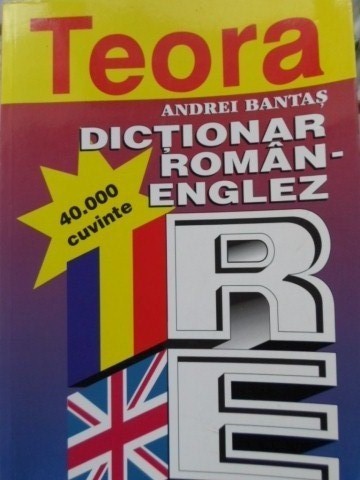 Teora
ANDREI BANTAȘ
DICȚIONAR
ROMÂN-
ENGLEZ
40.000
cuvinte
R
E